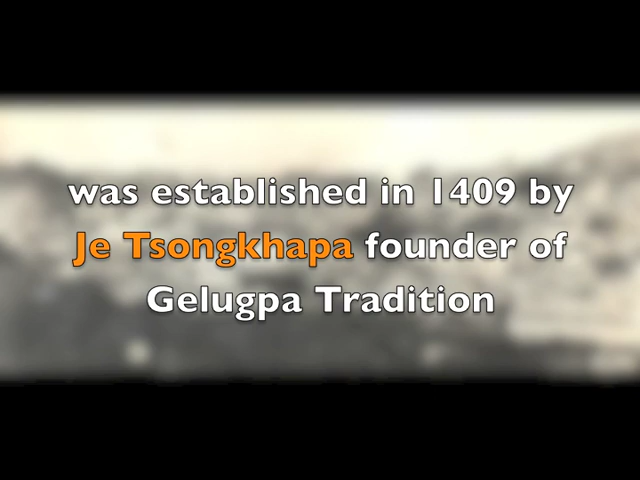 was established in 1409 by
Je Tsongkhapa founder of
Gelugpa Tradition